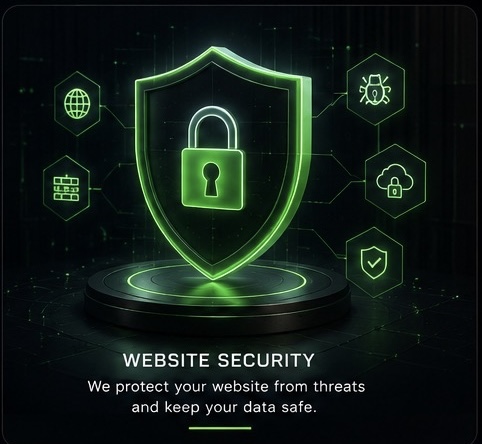 WEBSITE SECURITY
We protect your website from threats
and keep your data safe.